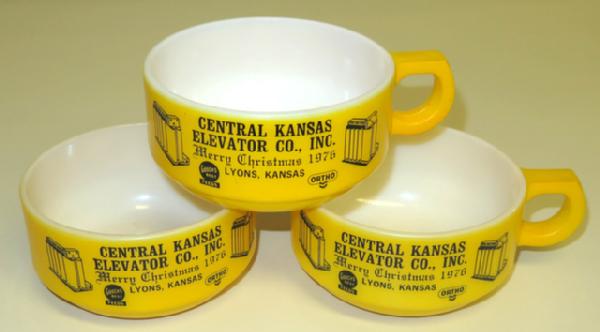 CENTRAL KANSAS
ELEVATOR CO., INC.
Merry Christmas 1976
LYONS, KANSAS
ORTHO
CENTRAL KANSAS
ELEVATOR CO., INC.
Merry Christmas 1976
LYONS, KANSAS
ORTHO
CENTRAL KANSAS
ELEVATOR CO., INC.
Merry Christmas 1976
LYONS, KANSAS
ORTHO